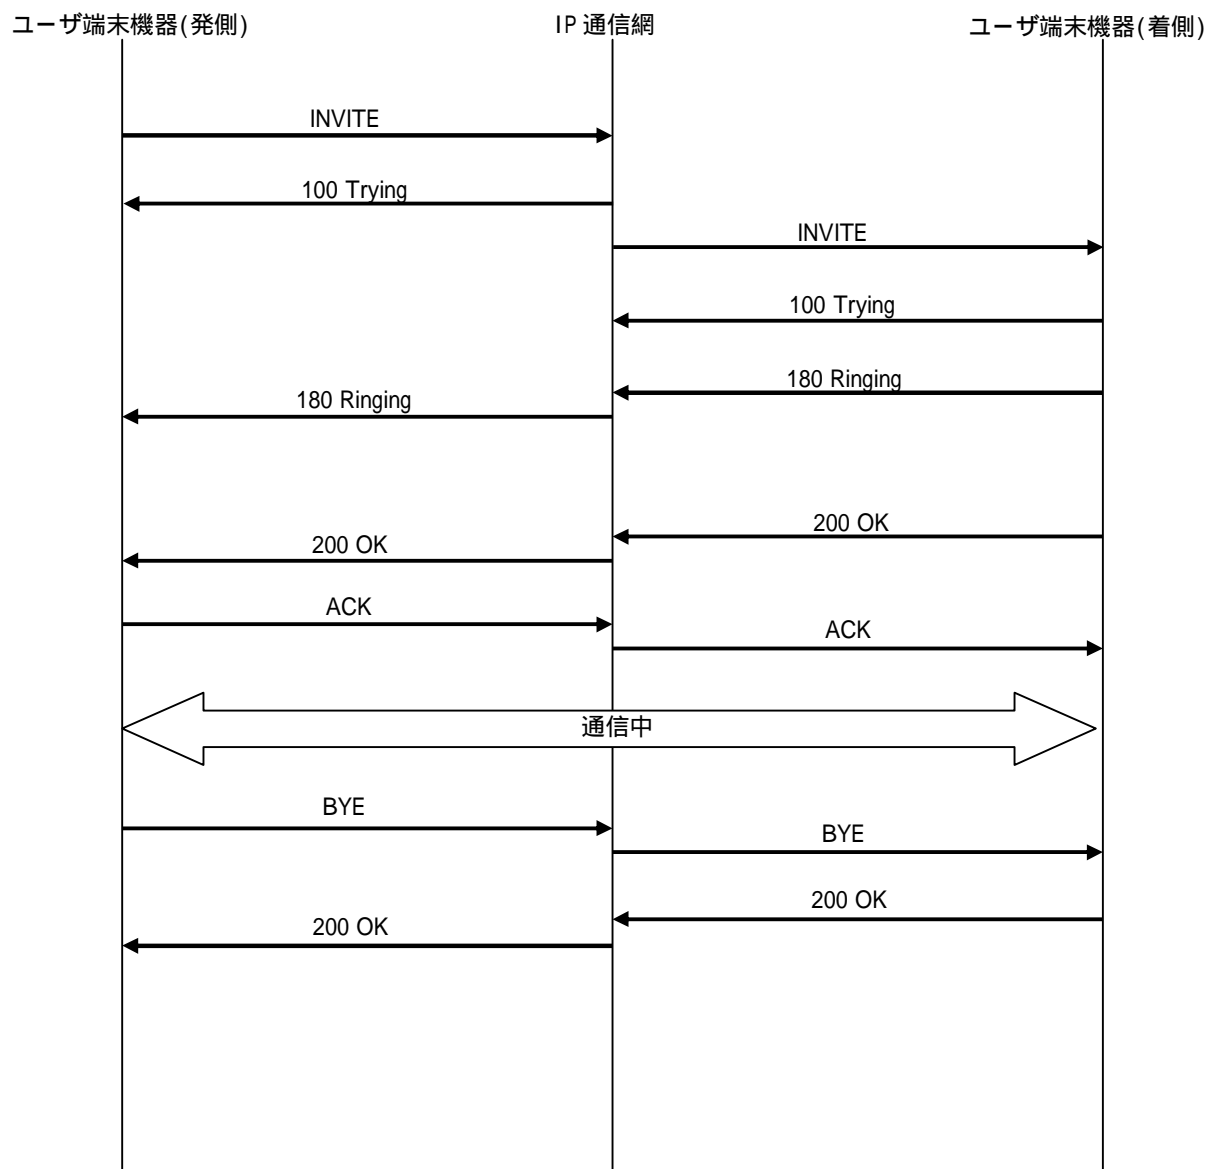 ユーザ端末機器(発側)
IP 通信網
ユーザ端末機器(着側)
INVITE
100 Trying
INVITE
100 Trying
180 Ringing
180 Ringing
200 OK
200 OK
ACK
ACK
通信中
BYE
BYE
200 OK
200 OK